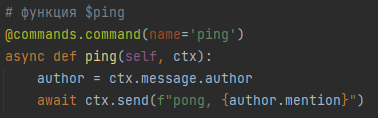 # функция $ping
@commands.command(name='ping')
async def ping(self, ctx):
    author = ctx.message.author
    await ctx.send(f"pong, {author.mention}")